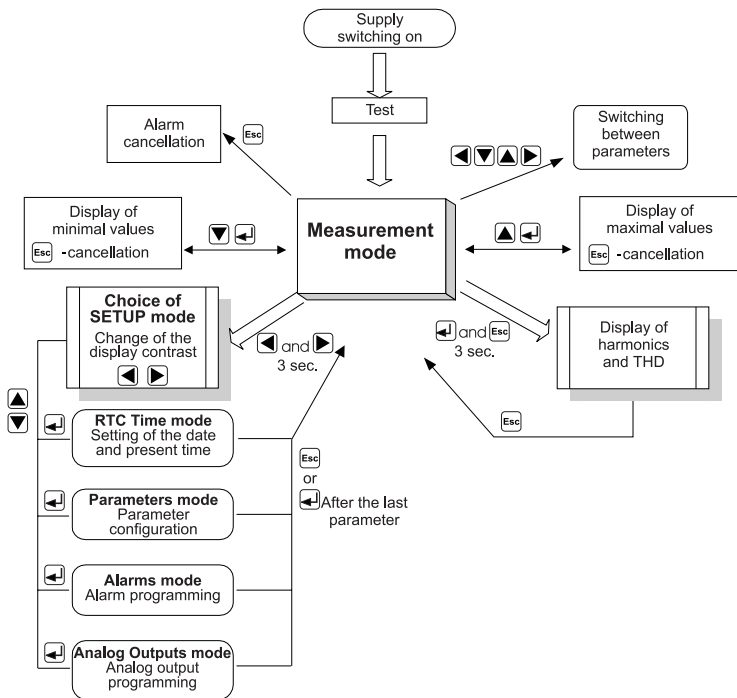 Supply
switching on
Test
Alarm
cancellation
Esc
Switching
between
parameters
Display of
minimal values
Esc -cancellation
Measurement
mode
Display of
maximal values
Esc -cancellation
Choice of
SETUP mode
Change of the
display contrast
and
3 sec.
and Esc
3 sec.
Display of
harmonics
and THD
Esc
RTC Time mode
Setting of the date
and present time
Esc
or
After the last
parameter
Parameters mode
Parameter
configuration
Alarms mode
Alarm programming
Analog Outputs mode
Analog output
programming